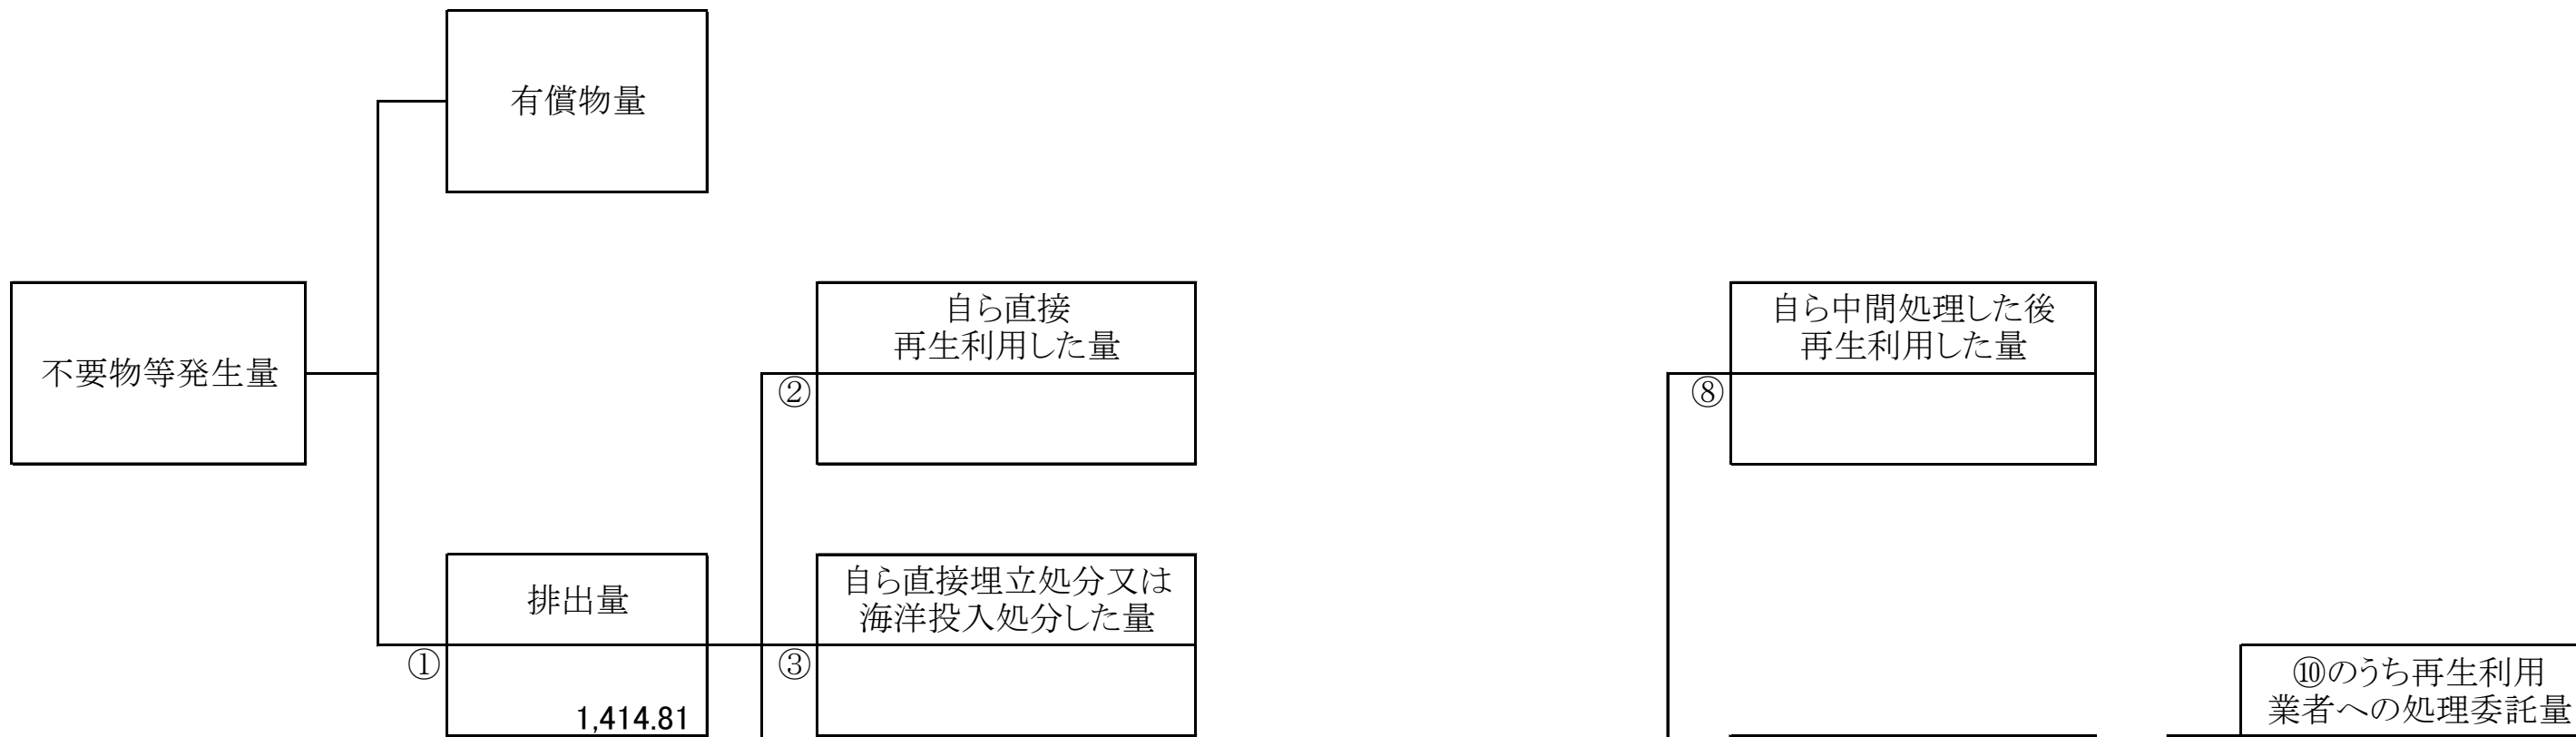 有償物量
不要物等発生量
自ら直接
再生利用した量
②
自ら中間処理した後
再生利用した量
⑧
排出量
①
1,414.81
自ら直接埋立処分又は
海洋投入処分した量
③
⑩のうち再生利用
業者への処理委託量